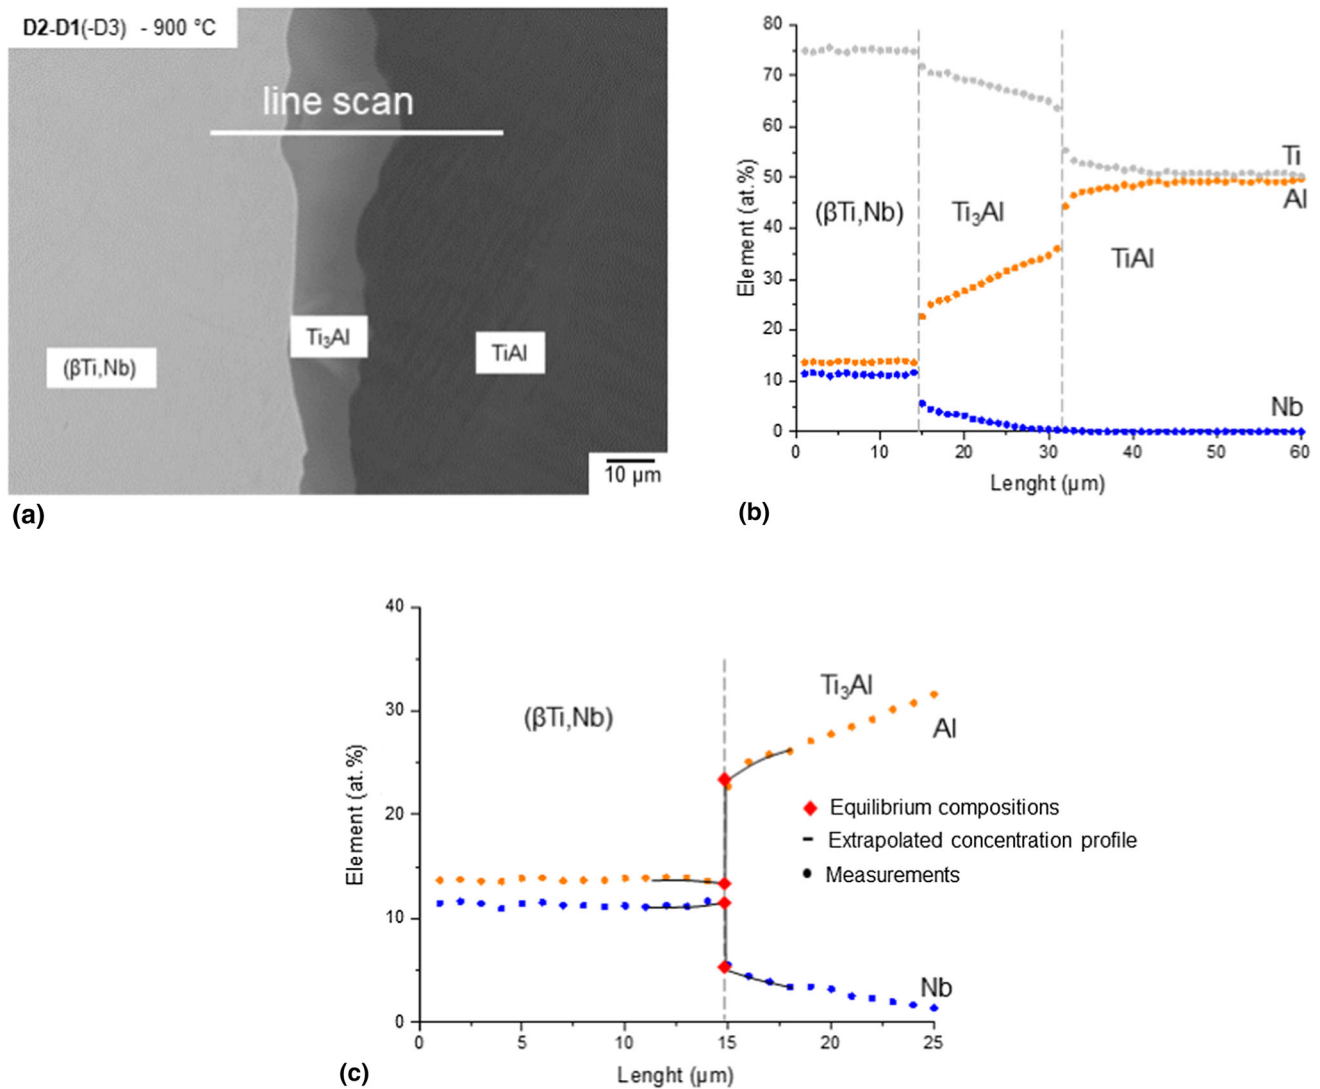 D2-D1(-D3) - 900 °C
line scan
(βTi,Nb)
Ti₃Al
TiAl
10 µm
(a)
80
70
60
50
40
30
20
10
0
Element (at.%)
(βTi,Nb)
Ti₃Al
TiAl
Ti
Al
Nb
0 10 20 30 40 50 60
Lenght (µm)
(b)
40
30
20
10
0
Element (at.%)
(βTi,Nb)
Ti₃Al
Al
Equilibrium compositions
Extrapolated concentration profile
Measurements
Nb
0 5 10 15 20 25
Lenght (µm)
(c)